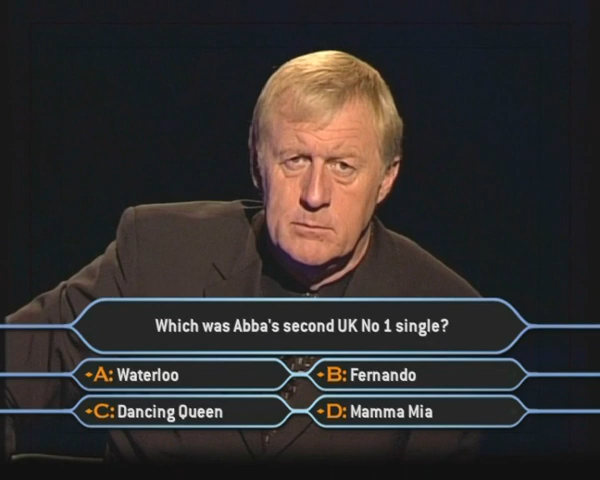 Which was Abba's second UK No 1 single?
A: Waterloo
B: Fernando
C: Dancing Queen
D: Mamma Mia